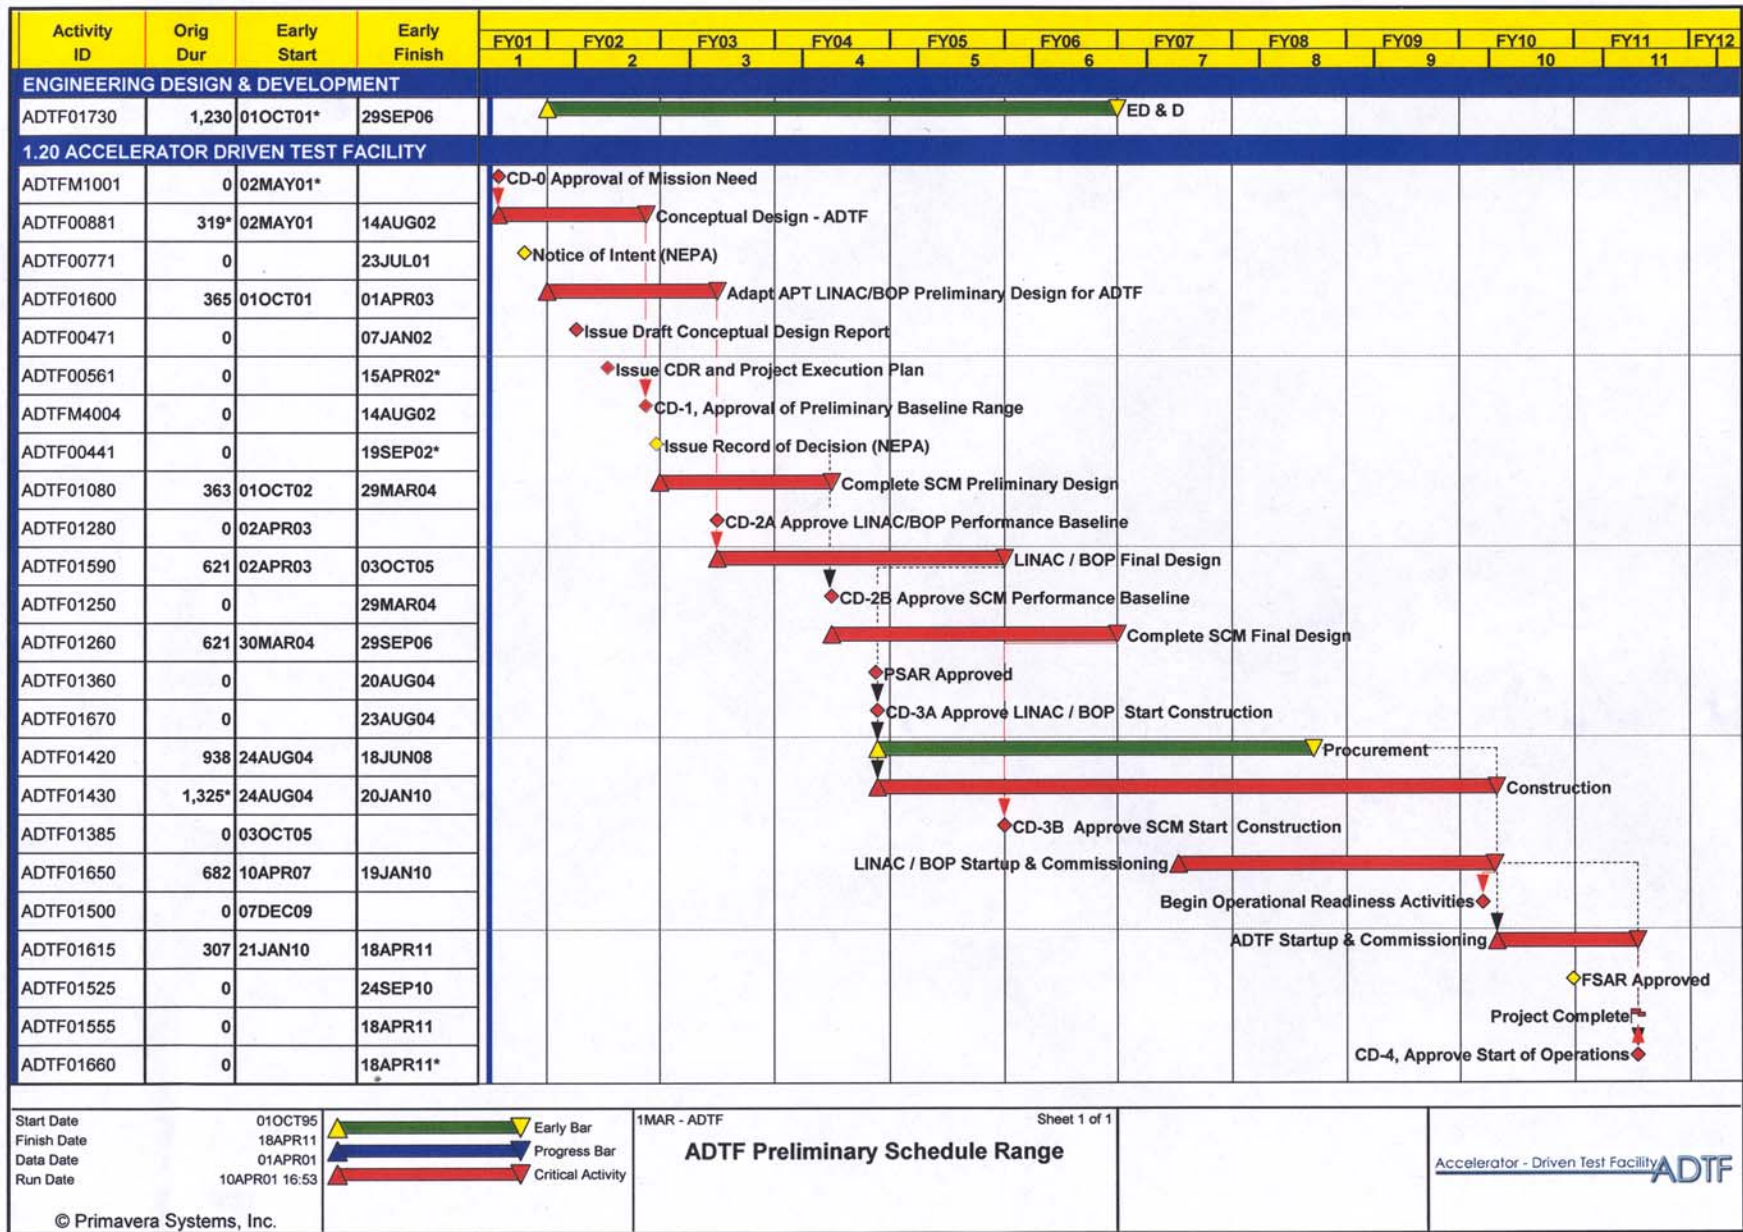 Activity ID Orig Dur Early Start Early Finish
FY01 FY02 FY03 FY04 FY05 FY06 FY07 FY08 FY09 FY10 FY11 FY12
1 2 3 4 5 6 7 8 9 10 11
ENGINEERING DESIGN & DEVELOPMENT
ADTF01730 1,230 01OCT01* 29SEP06 ED & D
1.20 ACCELERATOR DRIVEN TEST FACILITY
ADTFM1001 0 02MAY01* CD-0 Approval of Mission Need
ADTF00881 319* 02MAY01 14AUG02 Conceptual Design - ADTF
ADTF00771 0 23JUL01 Notice of Intent (NEPA)
ADTF01600 365 01OCT01 01APR03 Adapt APT LINAC/BOP Preliminary Design for ADTF
ADTF00471 0 07JAN02 Issue Draft Conceptual Design Report
ADTF00561 0 15APR02* Issue CDR and Project Execution Plan
ADTFM4004 0 14AUG02 CD-1, Approval of Preliminary Baseline Range
ADTF00441 0 19SEP02* Issue Record of Decision (NEPA)
ADTF01080 363 01OCT02 29MAR04 Complete SCM Preliminary Design
ADTF01280 0 02APR03 CD-2A Approve LINAC/BOP Performance Baseline
ADTF01590 621 02APR03 03OCT05 LINAC / BOP Final Design
ADTF01250 0 29MAR04 CD-2B Approve SCM Performance Baseline
ADTF01260 621 30MAR04 29SEP06 Complete SCM Final Design
ADTF01360 0 20AUG04 PSAR Approved
ADTF01670 0 23AUG04 CD-3A Approve LINAC / BOP Start Construction
ADTF01420 938 24AUG04 18JUN08 Procurement
ADTF01430 1,325* 24AUG04 20JAN10 Construction
ADTF01385 0 03OCT05 CD-3B Approve SCM Start Construction
ADTF01650 682 10APR07 19JAN10 LINAC / BOP Startup & Commissioning
ADTF01500 0 07DEC09 Begin Operational Readiness Activities
ADTF01615 307 21JAN10 18APR11 ADTF Startup & Commissioning
ADTF01525 0 24SEP10 FSAR Approved
ADTF01555 0 18APR11 Project Complete
ADTF01660 0 18APR11* CD-4, Approve Start of Operations
Start Date 01OCT95
Finish Date 18APR11
Data Date 01APR01
Run Date 10APR01 16:53
© Primavera Systems, Inc.
Early Bar
Progress Bar
Critical Activity
1MAR - ADTF Sheet 1 of 1
ADTF Preliminary Schedule Range
Accelerator - Driven Test Facility ADTF